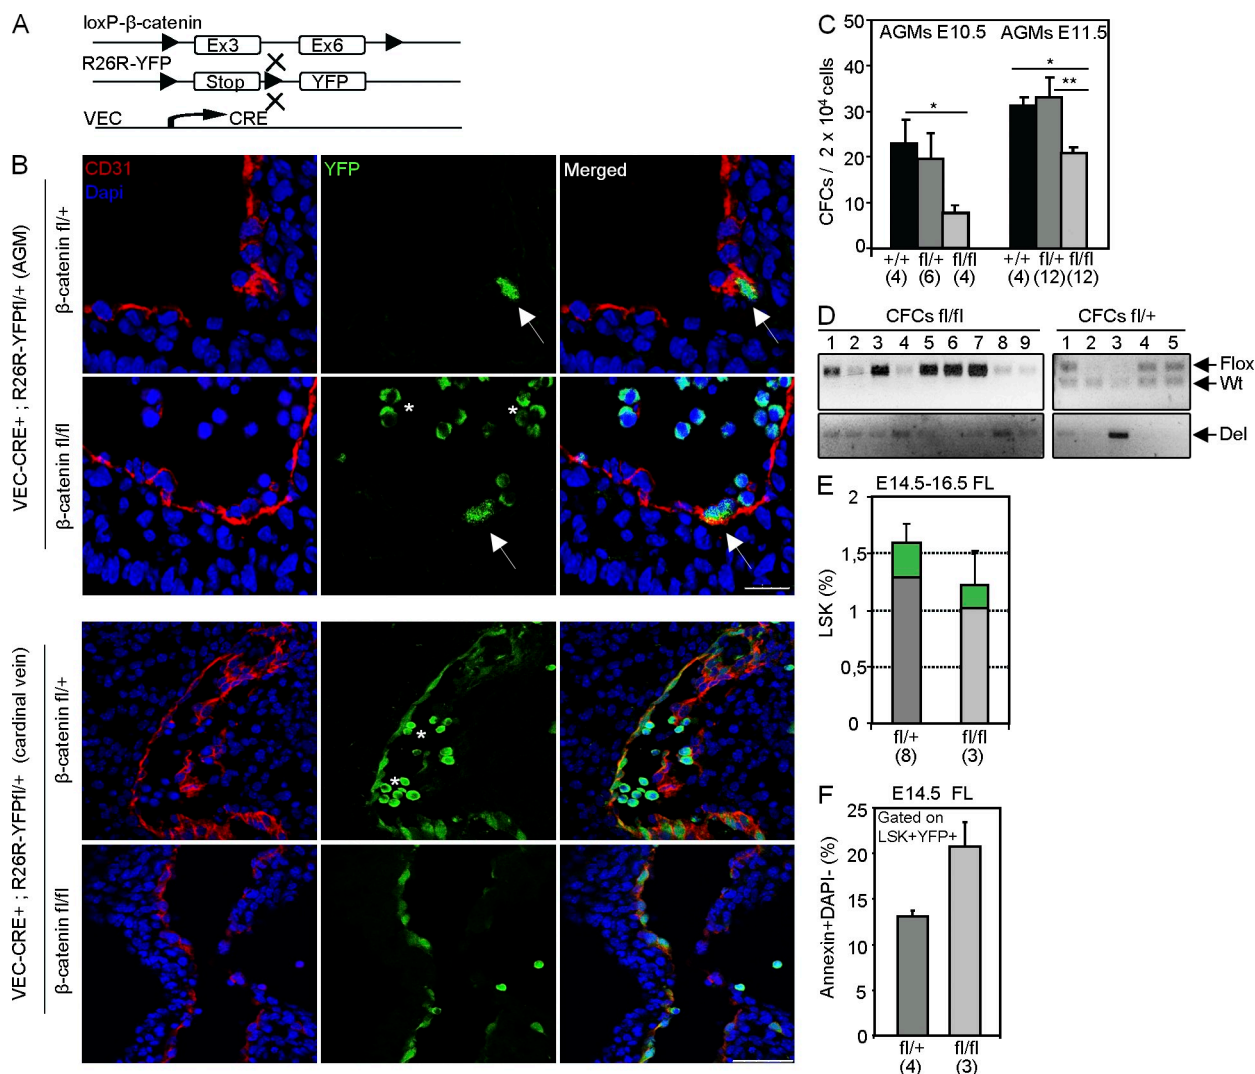 A
loxP-β-catenin
Ex3 Ex6
R26R-YFP
Stop YFP
VEC CRE
B
VEC-CRE+ ; R26R-YFPfl/+ (AGM)
β-catenin fl/+
β-catenin fl/fl
CD31
Dapi
YFP
Merged
*
*
VEC-CRE+ ; R26R-YFPfl/+ (cardinal vein)
β-catenin fl/+
β-catenin fl/fl
*
*
C
AGMs E10.5 AGMs E11.5
CFCs / 2 x 10⁴ cells
50
40
30
20
10
0
*
*
**
+/+ fl/+ fl/fl +/+ fl/+ fl/fl
(4) (6) (4) (4) (12) (12)
D
CFCs fl/fl CFCs fl/+
1 2 3 4 5 6 7 8 9 1 2 3 4 5
Flox
Wt
Del
E
E14.5-16.5 FL
LSK (%)
2
1,5
1
0,5
0
fl/+ fl/fl
(8) (3)
F
E14.5 FL
Gated on
LSK+YFP+
Annexin+DAPI- (%)
25
20
15
10
5
0
fl/+ fl/fl
(4) (3)